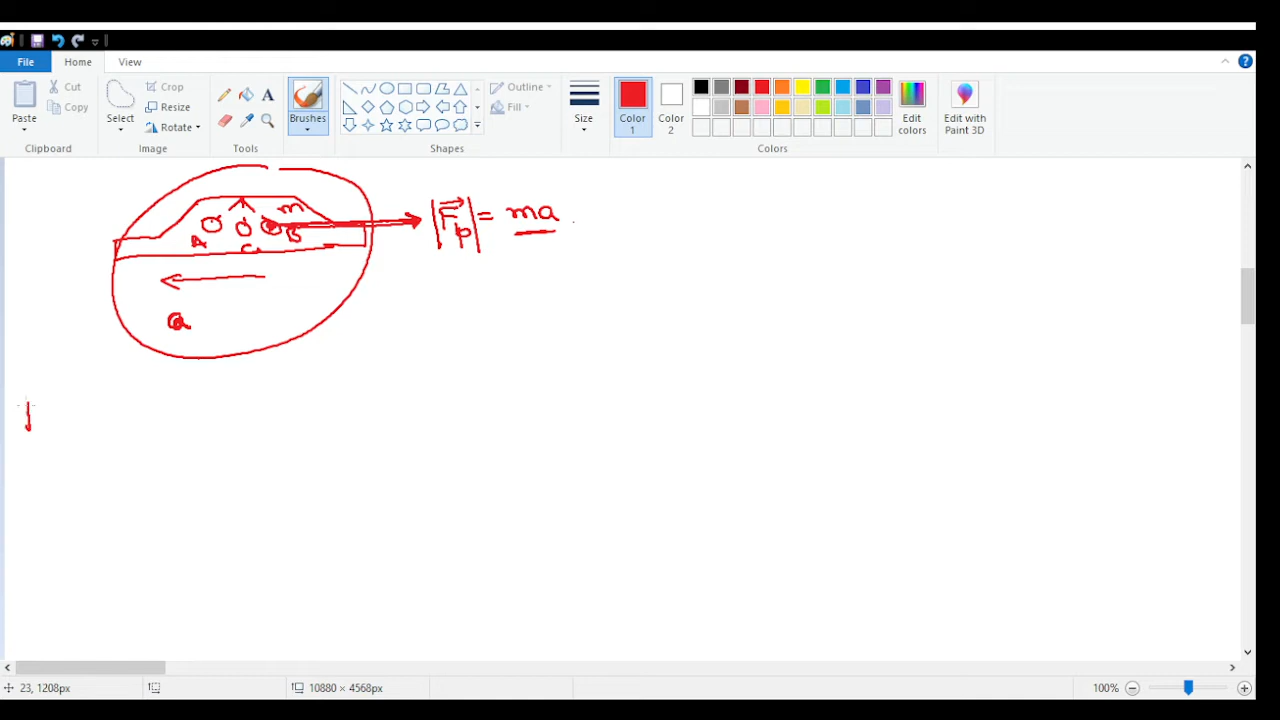 File Home View
Cut
Copy
Paste
Clipboard
Crop
Resize
Rotate
Select
Image
A
Tools
Brushes
Outline
Fill
Shapes
Size
Color 1
Color 2
Edit colors
Colors
Edit with Paint 3D
m
A B
C
|F⃗p| = ma
a
23, 1208px
10880 × 4568px
100%